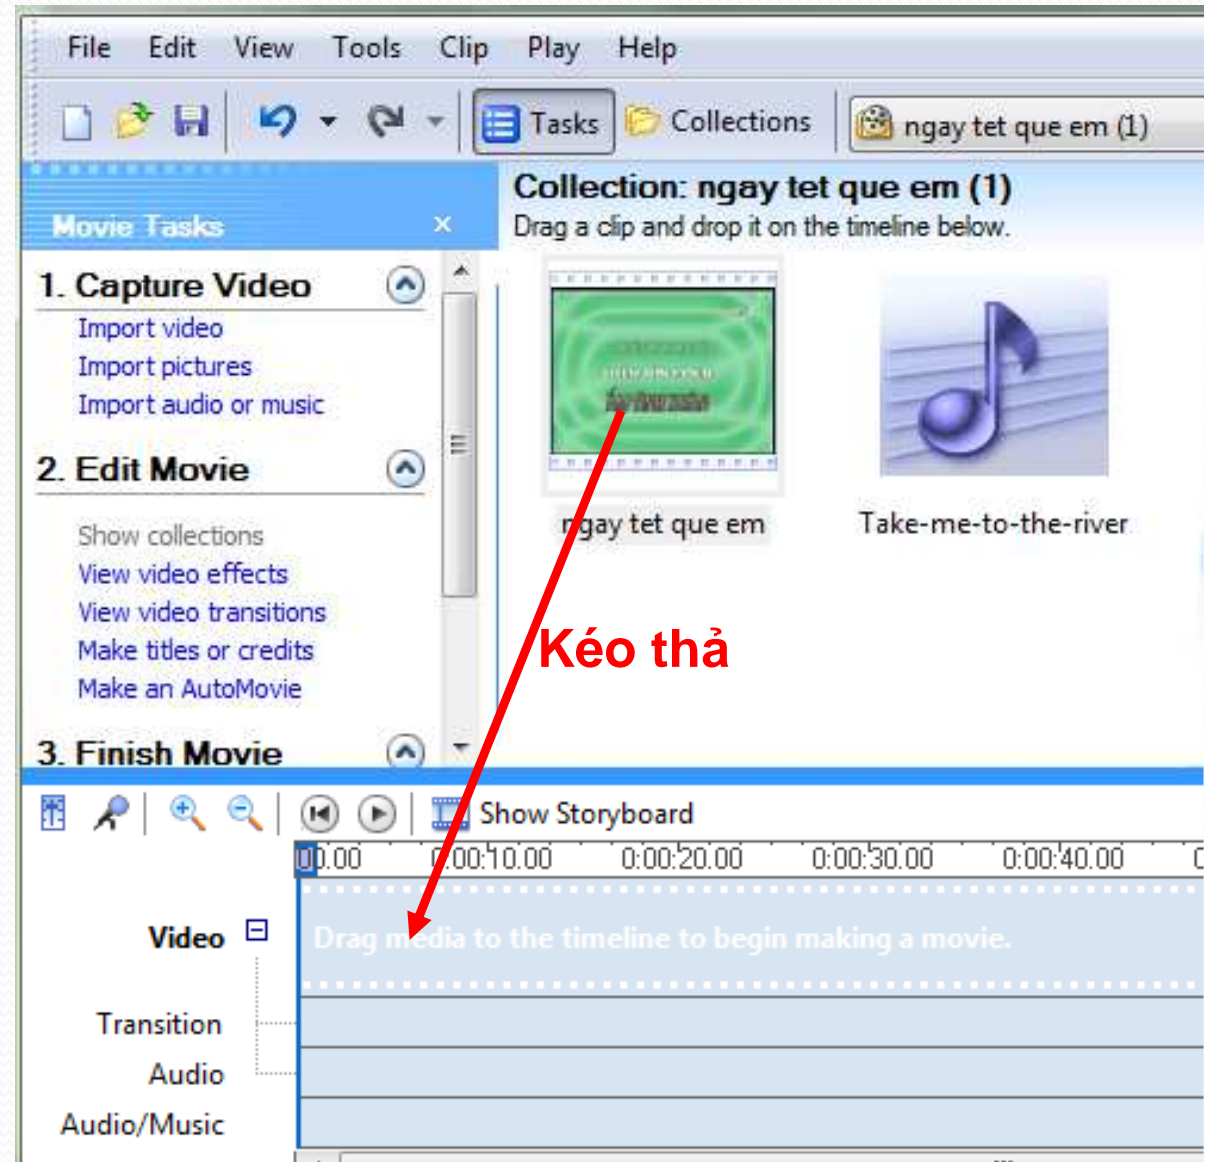 File Edit View Tools Clip Play Help
Tasks Collections ngay tet que em (1)
Movie Tasks
Collection: ngay tet que em (1)
Drag a clip and drop it on the timeline below.
1. Capture Video
Import video
Import pictures
Import audio or music
2. Edit Movie
Show collections
View video effects
View video transitions
Make titles or credits
Make an AutoMovie
3. Finish Movie
ngay tet que em
Take-me-to-the-river
Kéo thả
Show Storyboard
00.00 0:00:10.00 0:00:20.00 0:00:30.00 0:00:40.00
Video
Drag media to the timeline to begin making a movie.
Transition
Audio
Audio/Music